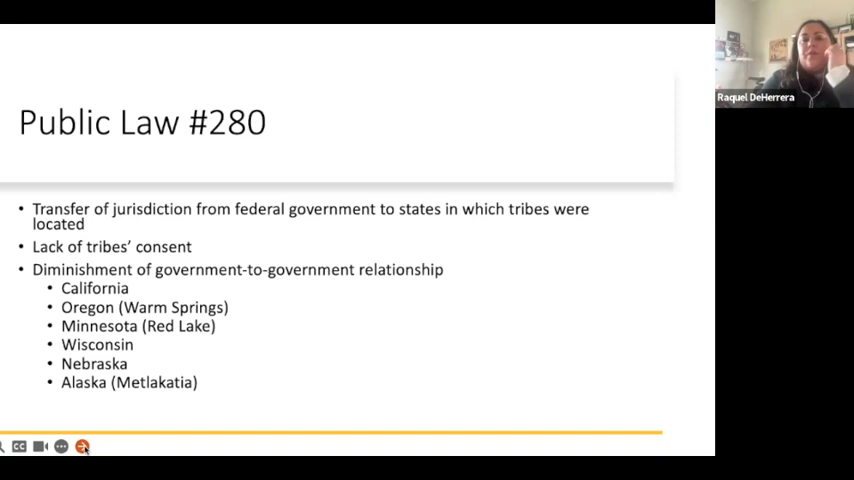 Public Law #280
• Transfer of jurisdiction from federal government to states in which tribes were
located
• Lack of tribes' consent
• Diminishment of government-to-government relationship
• California
• Oregon (Warm Springs)
• Minnesota (Red Lake)
• Wisconsin
• Nebraska
• Alaska (Metlakatia)
CC
Raquel DeHerrera